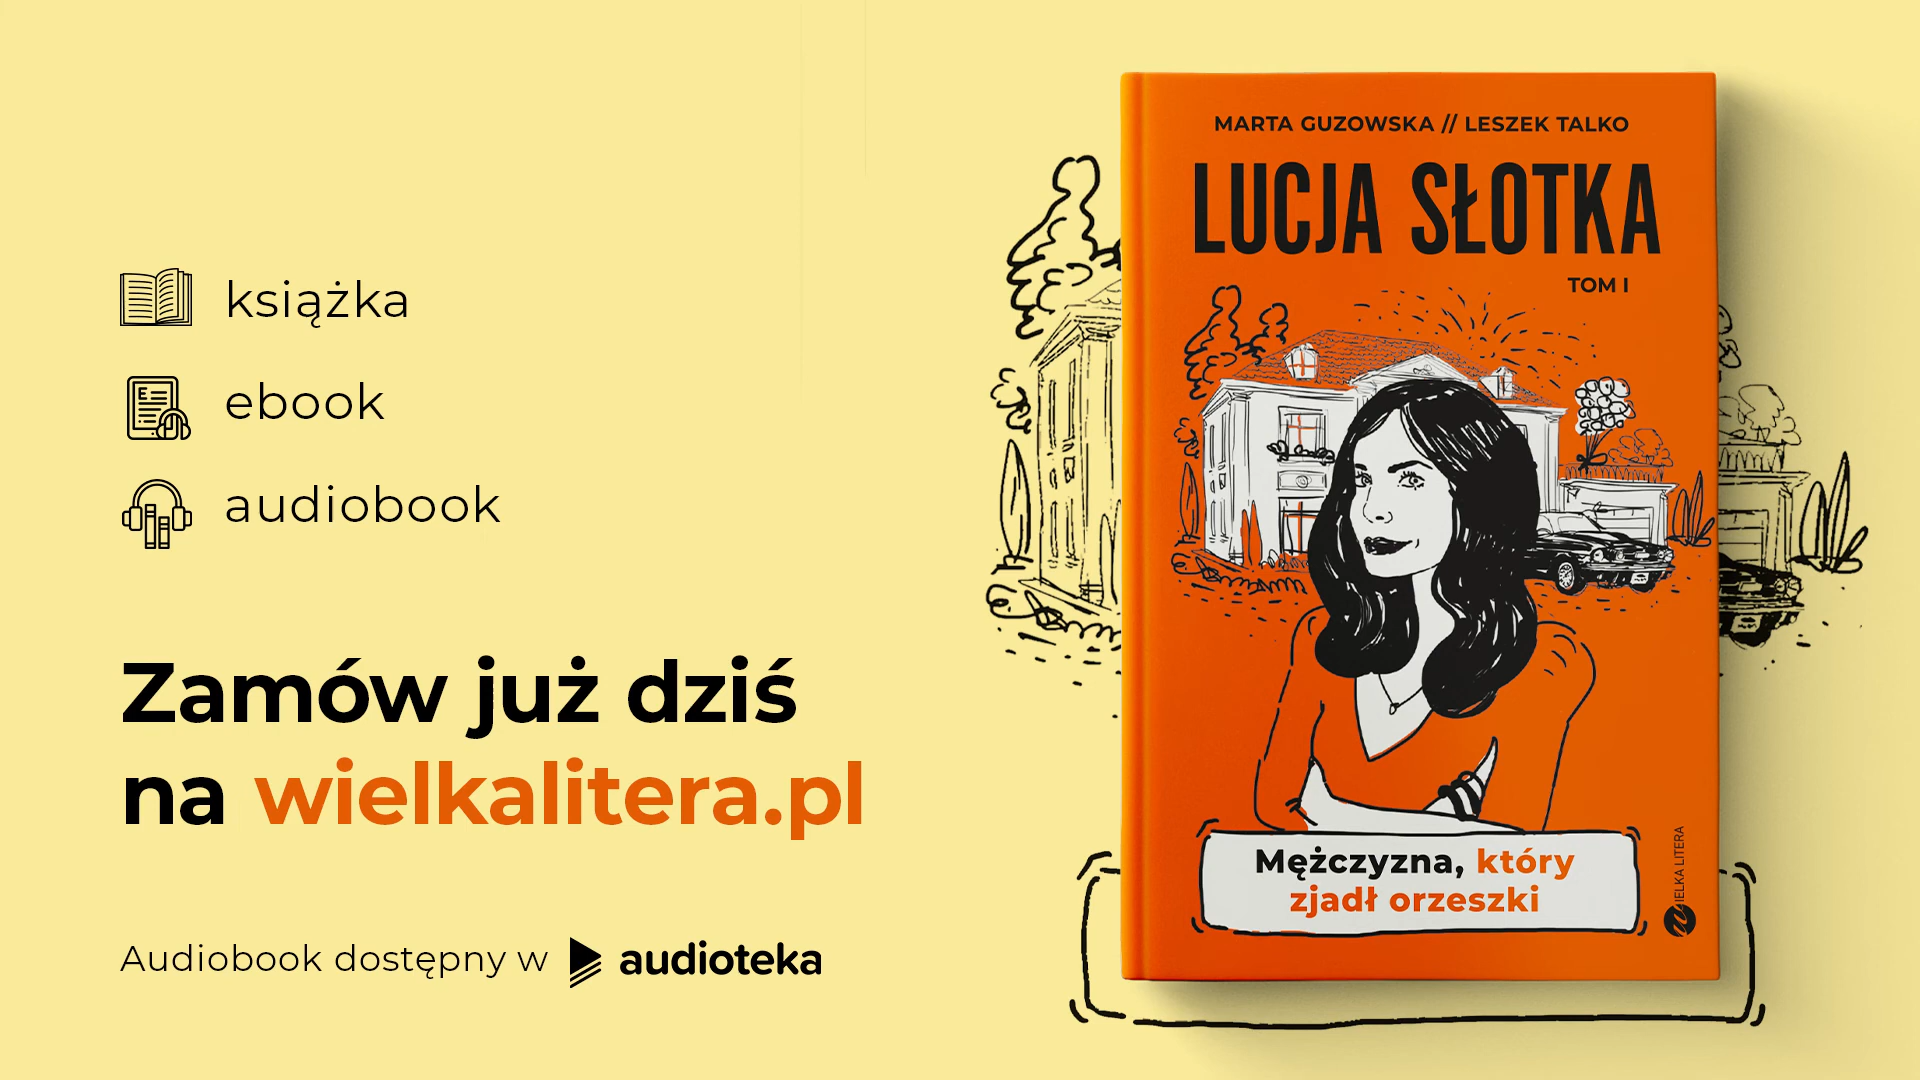 książka
ebook
audiobook
Zamów już dziś
na wielkalitera.pl
Audiobook dostępny w audioteka
MARTA GUZOWSKA // LESZEK TALKO
LUCJA SŁOTKA
TOM I
Mężczyzna, który
zjadł orzeszki
WIELKA LITERA